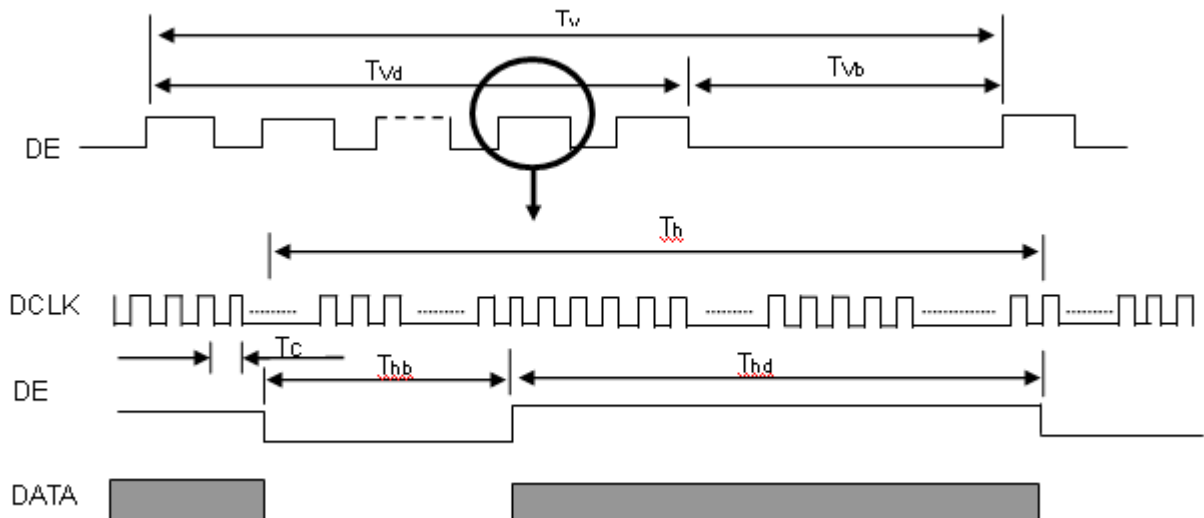 Tv
Tvd
Tvb
DE
Th
DCLK
Tc
Thb
Thd
DE
DATA